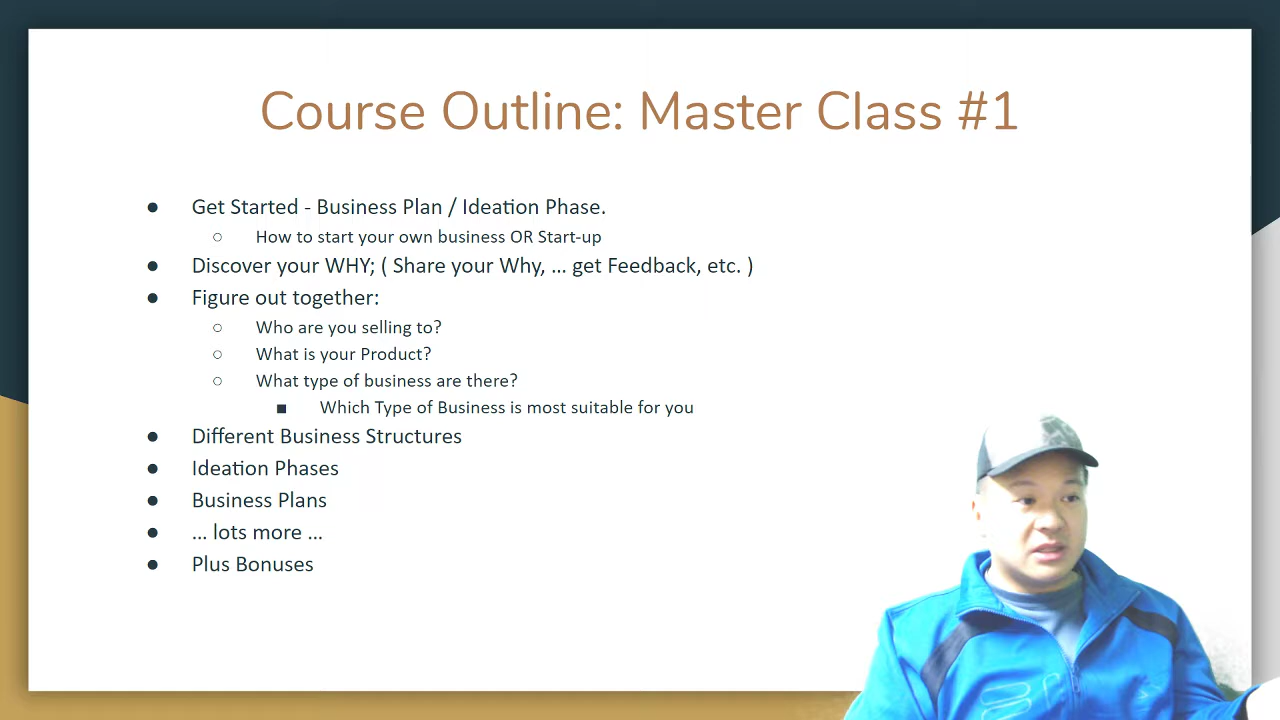 Course Outline: Master Class #1
● Get Started - Business Plan / Ideation Phase.
○ How to start your own business OR Start-up
● Discover your WHY; ( Share your Why, ... get Feedback, etc. )
● Figure out together:
○ Who are you selling to?
○ What is your Product?
○ What type of business are there?
■ Which Type of Business is most suitable for you
● Different Business Structures
● Ideation Phases
● Business Plans
● ... lots more ...
● Plus Bonuses